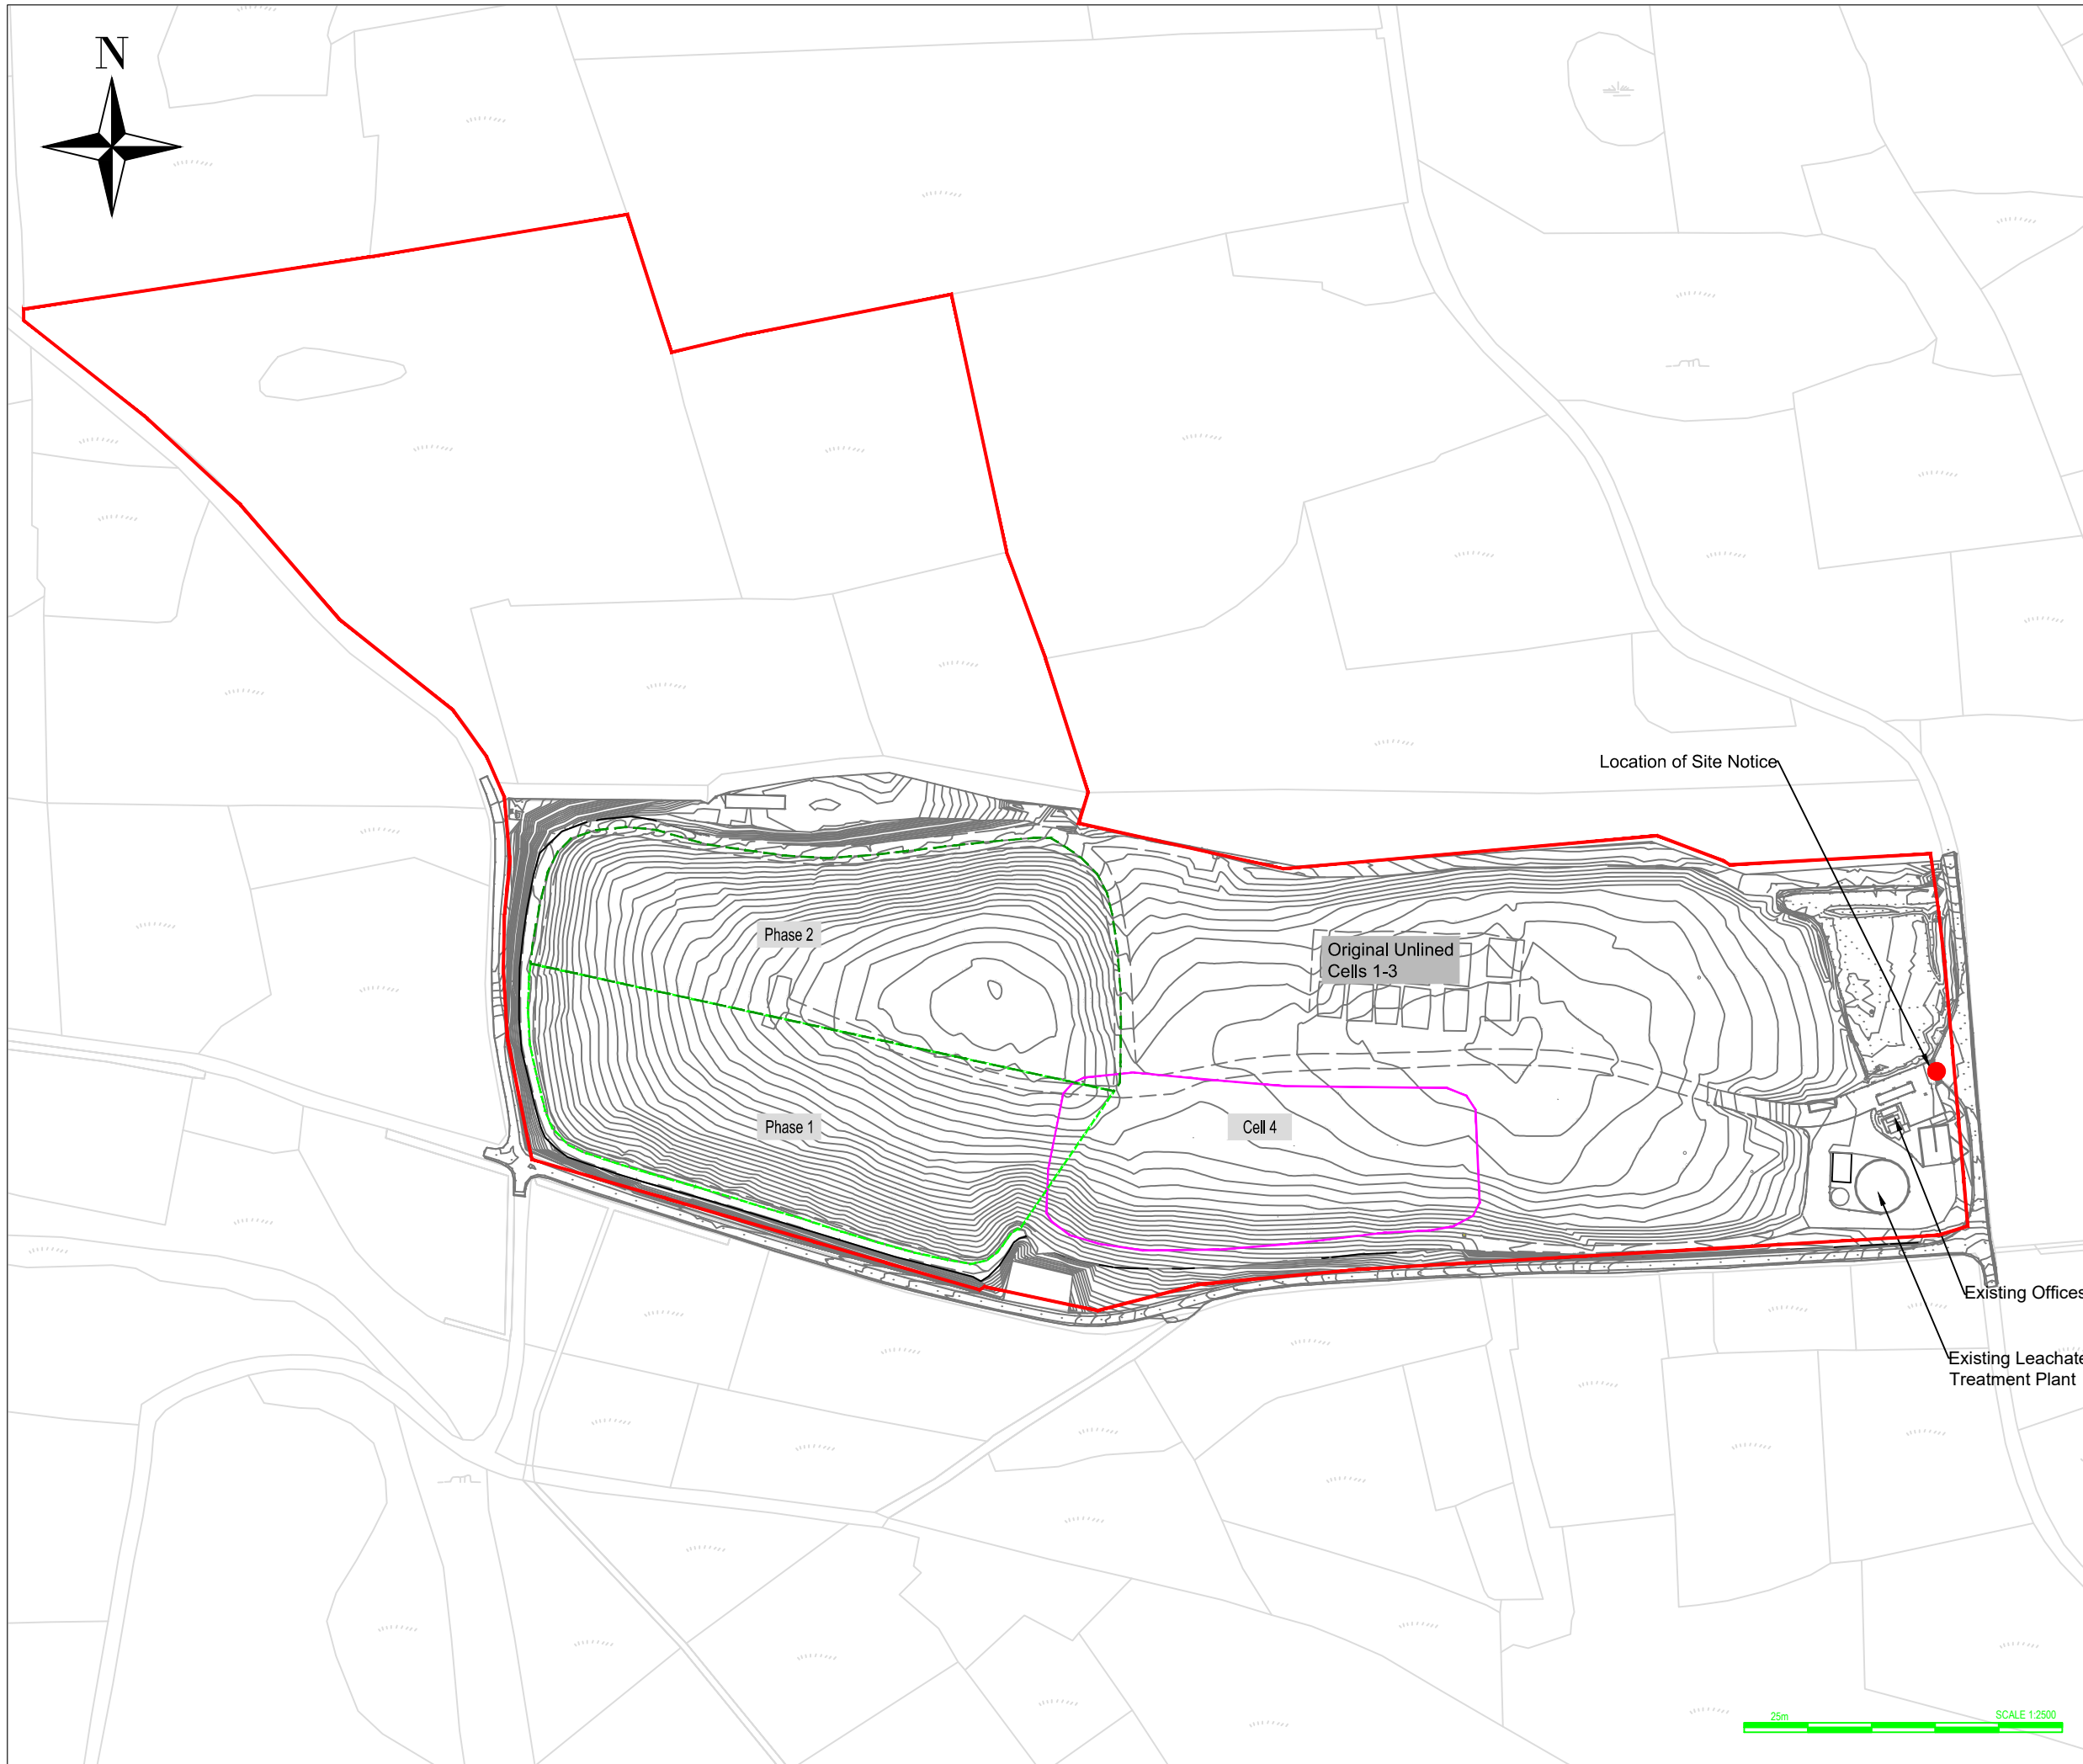 N
Location of Site Notice
Phase 2
Original Unlined
Cells 1-3
Phase 1
Cell 4
Existing Offices
Existing Leachate
Treatment Plant
25m
SCALE 1:2500